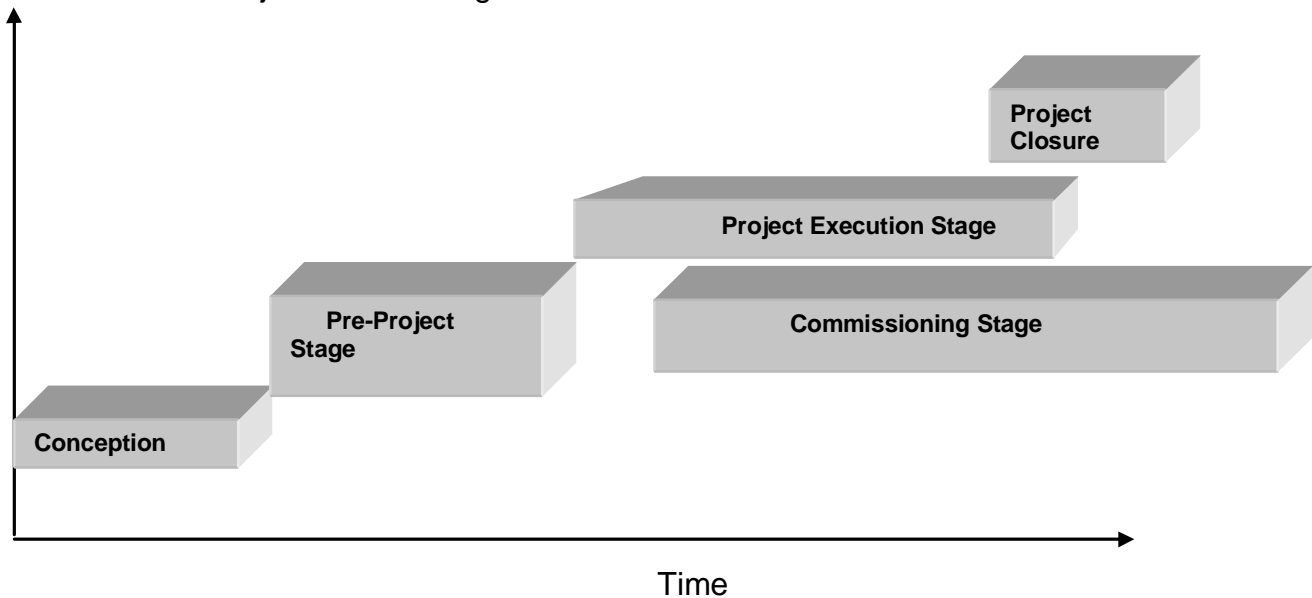 Project
Closure
Project Execution Stage
Pre-Project
Stage
Commissioning Stage
Conception
Time